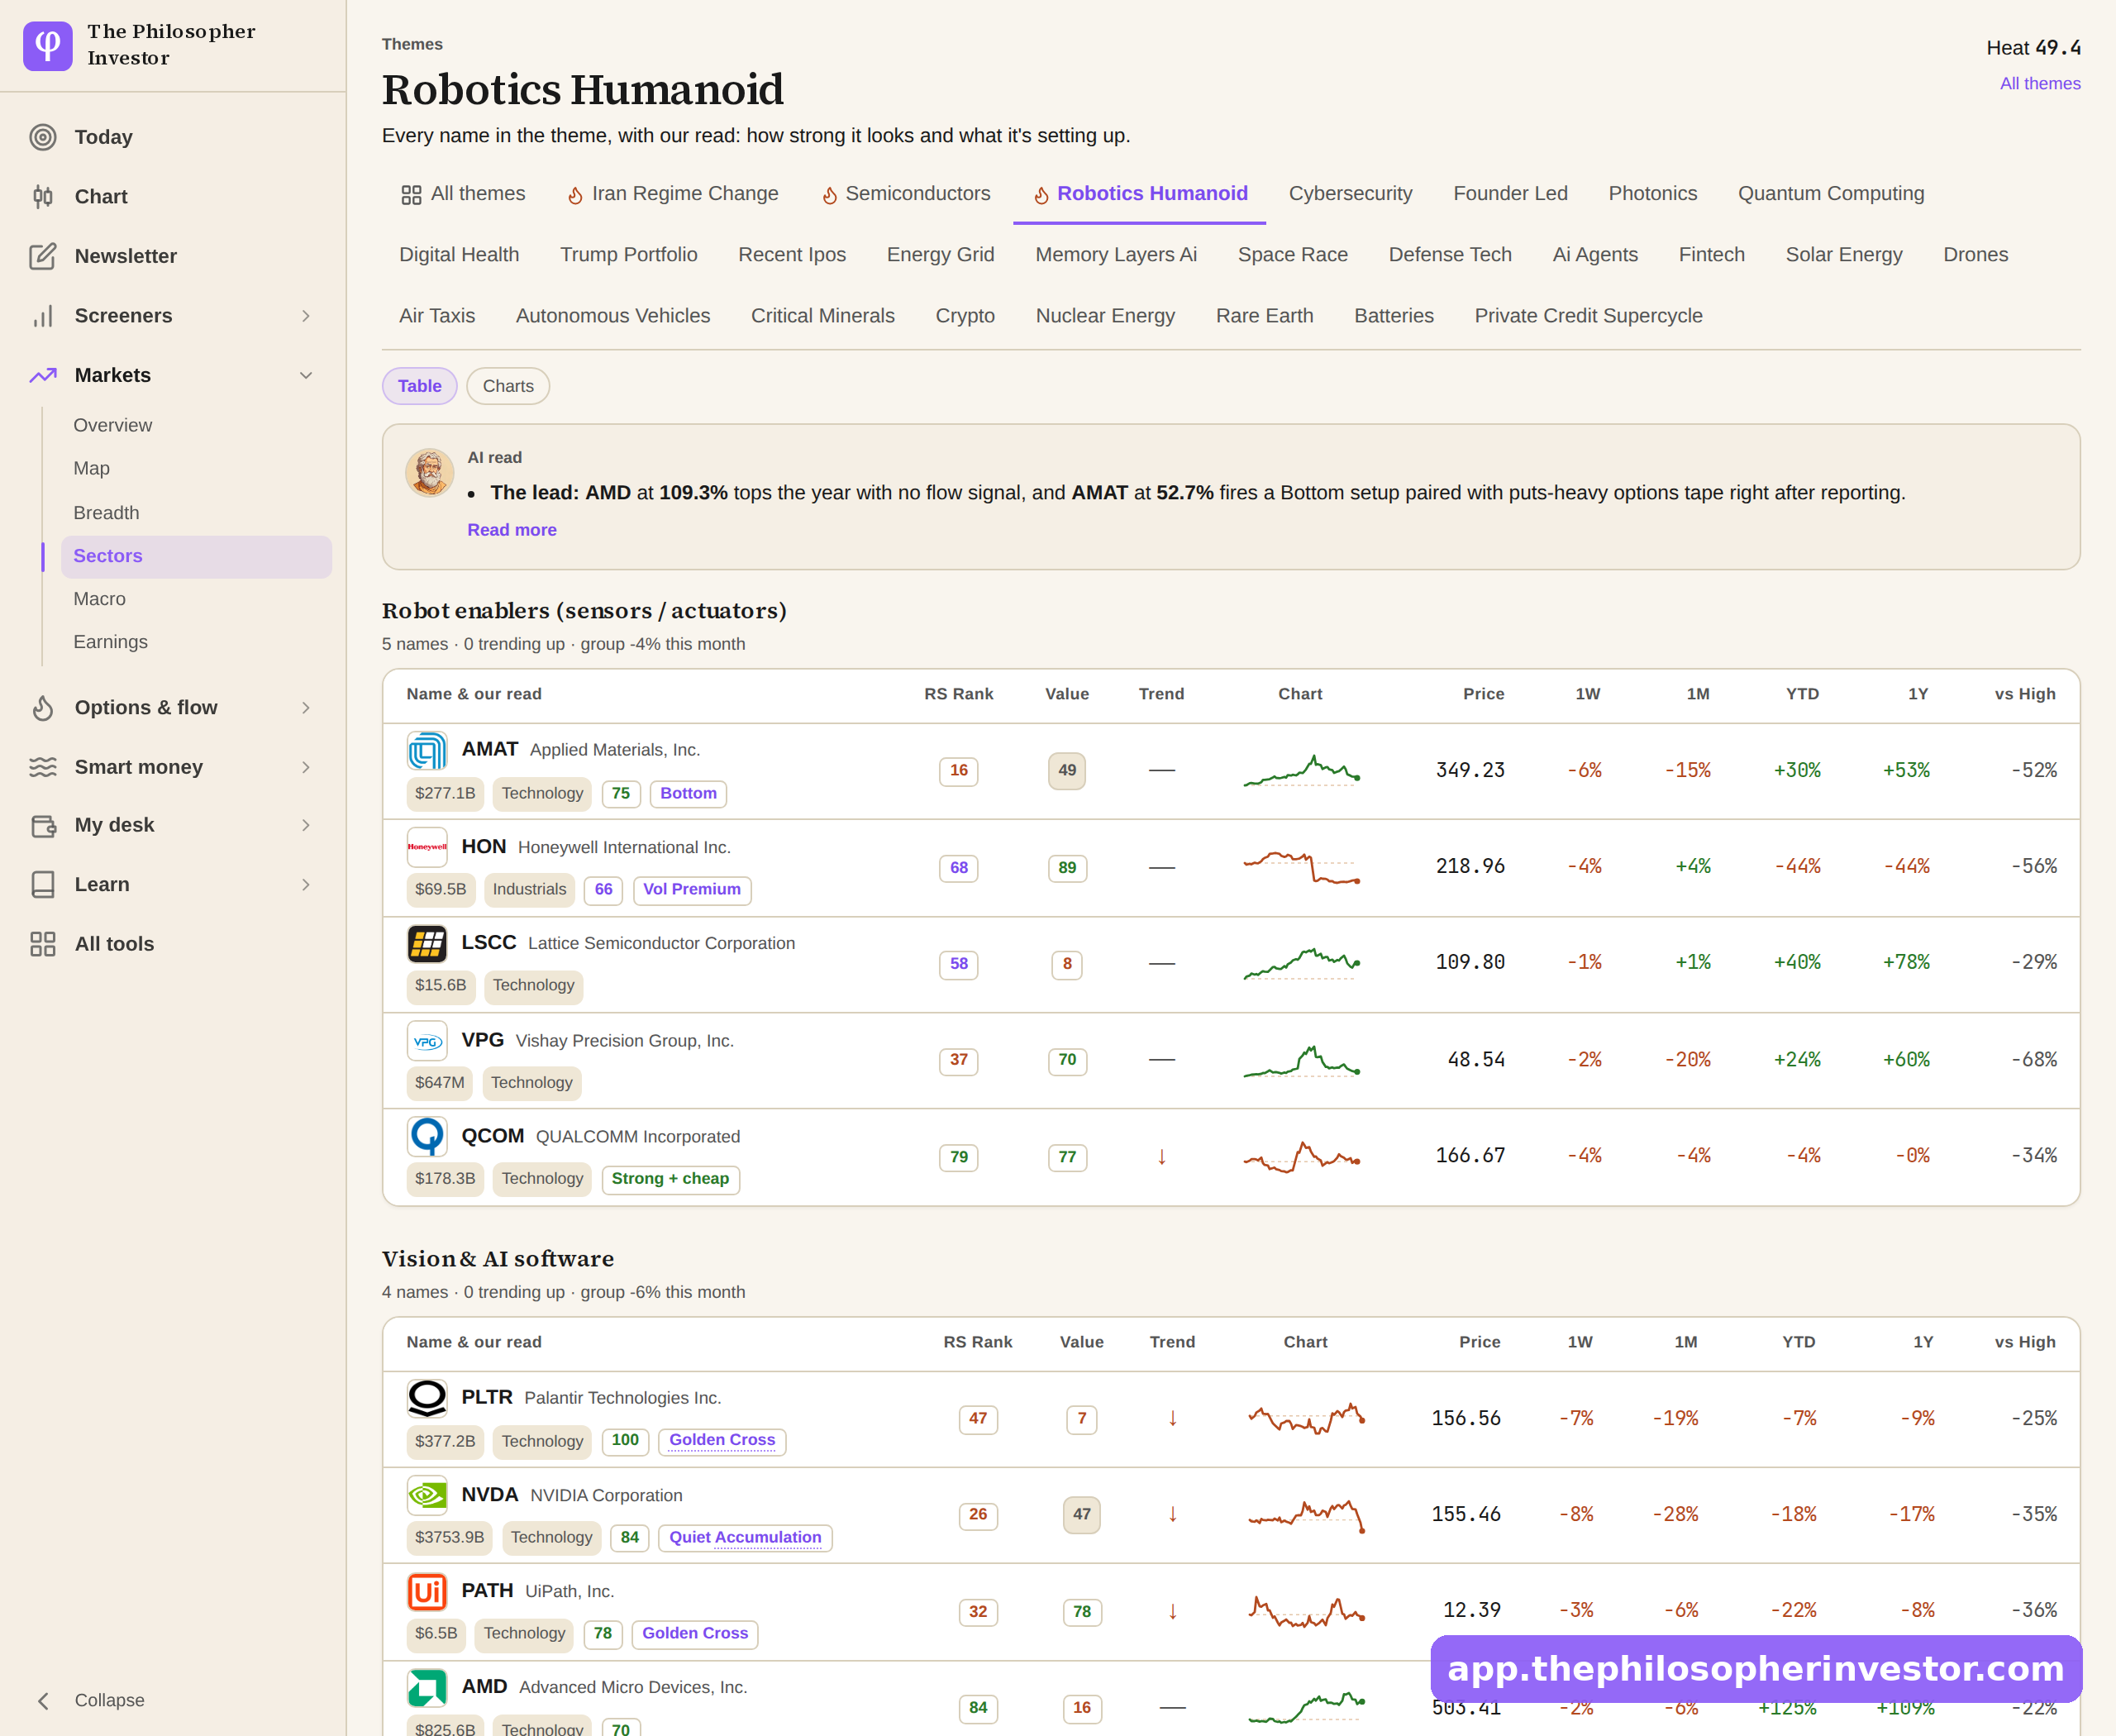 φ The Philosopher
Investor
Today
Chart
Newsletter
Screeners
Markets
Overview
Map
Breadth
Sectors
Macro
Earnings
Options & flow
Smart money
My desk
Learn
All tools
Collapse
Themes
Heat 49.4
Robotics Humanoid
All themes
Every name in the theme, with our read: how strong it looks and what it's setting up.
All themes Iran Regime Change Semiconductors Robotics Humanoid Cybersecurity Founder Led Photonics Quantum Computing
Digital Health Trump Portfolio Recent Ipos Energy Grid Memory Layers Ai Space Race Defense Tech Ai Agents Fintech Solar Energy Drones
Air Taxis Autonomous Vehicles Critical Minerals Crypto Nuclear Energy Rare Earth Batteries Private Credit Supercycle
Table Charts
AI read
• The lead: AMD at 109.3% tops the year with no flow signal, and AMAT at 52.7% fires a Bottom setup paired with puts-heavy options tape right after reporting.
Read more
Robot enablers (sensors / actuators)
5 names · 0 trending up · group -4% this month
Name & our read RS Rank Value Trend Chart Price 1W 1M YTD 1Y vs High
AMAT Applied Materials, Inc.
$277.1B Technology 75 Bottom
16 49 — 349.23 -6% -15% +30% +53% -52%
Honeywell HON Honeywell International Inc.
$69.5B Industrials 66 Vol Premium
68 89 — 218.96 -4% +4% -44% -44% -56%
LSCC Lattice Semiconductor Corporation
$15.6B Technology
58 8 — 109.80 -1% +1% +40% +78% -29%
VPG VPG Vishay Precision Group, Inc.
$647M Technology
37 70 — 48.54 -2% -20% +24% +60% -68%
QCOM QUALCOMM Incorporated
$178.3B Technology Strong + cheap
79 77 ↓ 166.67 -4% -4% -4% -0% -34%
Vision & AI software
4 names · 0 trending up · group -6% this month
Name & our read RS Rank Value Trend Chart Price 1W 1M YTD 1Y vs High
PLTR Palantir Technologies Inc.
$377.2B Technology 100 Golden Cross
47 7 ↓ 156.56 -7% -19% -7% -9% -25%
NVDA NVIDIA Corporation
$3753.9B Technology 84 Quiet Accumulation
26 47 ↓ 155.46 -8% -28% -18% -17% -35%
Ui PATH UiPath, Inc.
$6.5B Technology 78 Golden Cross
32 78 ↓ 12.39 -3% -6% -22% -8% -36%
AMD Advanced Micro Devices, Inc.
$825.6B Technology 70
84 16 — 503.41 -2% -6% +125% +109% -22%
app.thephilosopherinvestor.com